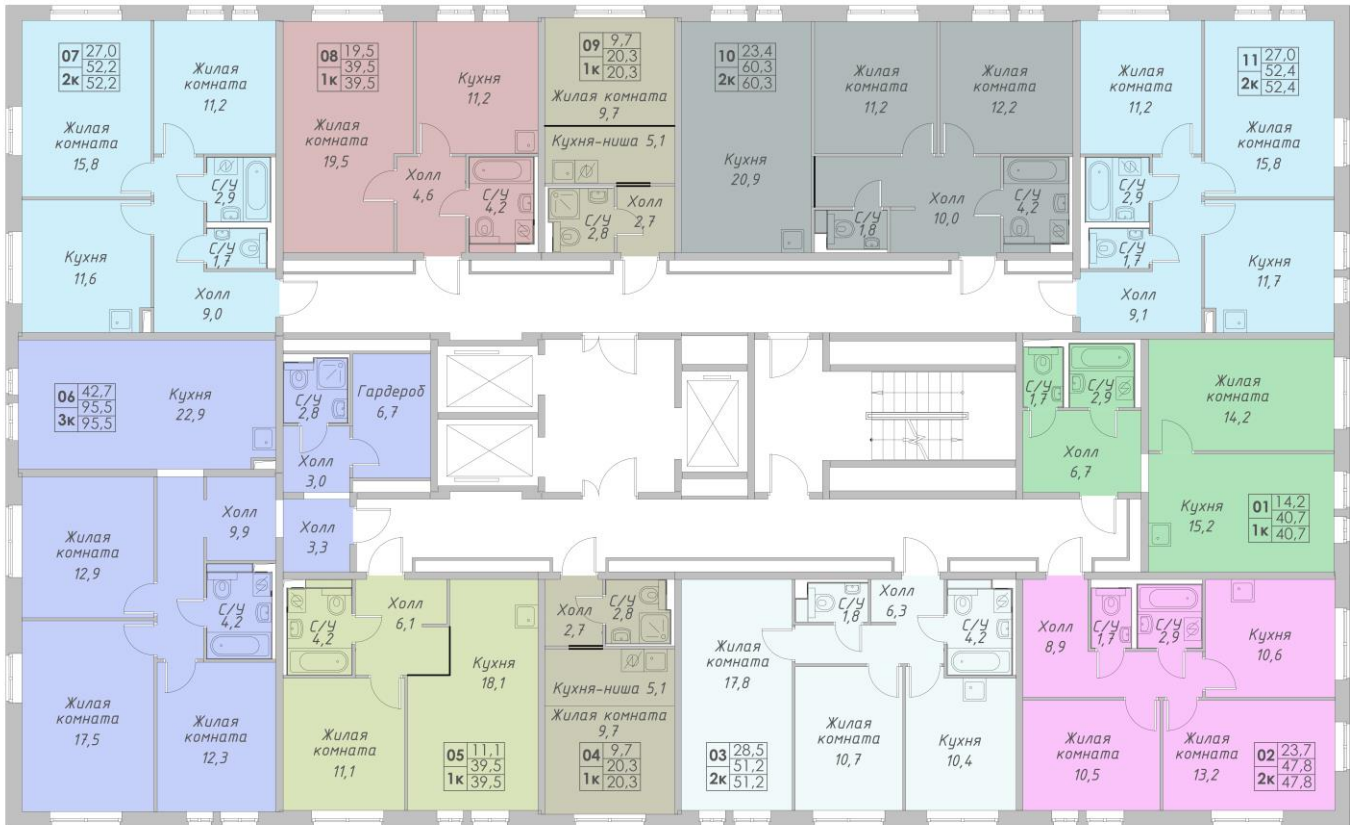 07 27,0
2к 52,2
52,2
Жилая
комната
15,8
Жилая
комната
11,2
С/У
2,9
С/У
1,7
Кухня
11,6
Холл
9,0
08 19,5
1к 39,5
39,5
Жилая
комната
19,5
Кухня
11,2
Холл
4,6
С/У
4,2
09 9,7
1к 20,3
20,3
Жилая комната
9,7
Кухня-ниша 5,1
С/У
2,8
Холл
2,7
10 23,4
2к 60,3
60,3
Кухня
20,9
Жилая
комната
11,2
Жилая
комната
12,2
С/У
1,8
Холл
10,0
С/У
4,2
Жилая
комната
11,2
11 27,0
2к 52,4
52,4
Жилая
комната
15,8
С/У
2,9
С/У
1,7
Холл
9,1
Кухня
11,7
06 42,7
3к 95,5
95,5
Кухня
22,9
С/У
2,8
Гардероб
6,7
Холл
3,0
Холл
3,3
Холл
9,9
Жилая
комната
12,9
С/У
4,2
Жилая
комната
17,5
Жилая
комната
12,3
С/У
1,7
С/У
2,9
Холл
6,7
Жилая
комната
14,2
Кухня
15,2
01 14,2
1к 40,7
40,7
С/У
4,2
Холл
6,1
Кухня
18,1
Жилая
комната
11,1
05 11,1
1к 39,5
39,5
Холл
2,7
С/У
2,8
Кухня-ниша 5,1
Жилая комната
9,7
04 9,7
1к 20,3
20,3
Жилая
комната
17,8
С/У
1,8
Холл
6,3
С/У
4,2
03 28,5
2к 51,2
51,2
Жилая
комната
10,7
Кухня
10,4
Холл
8,9
С/У
1,7
С/У
2,9
Кухня
10,6
Жилая
комната
10,5
Жилая
комната
13,2
02 23,7
2к 47,8
47,8